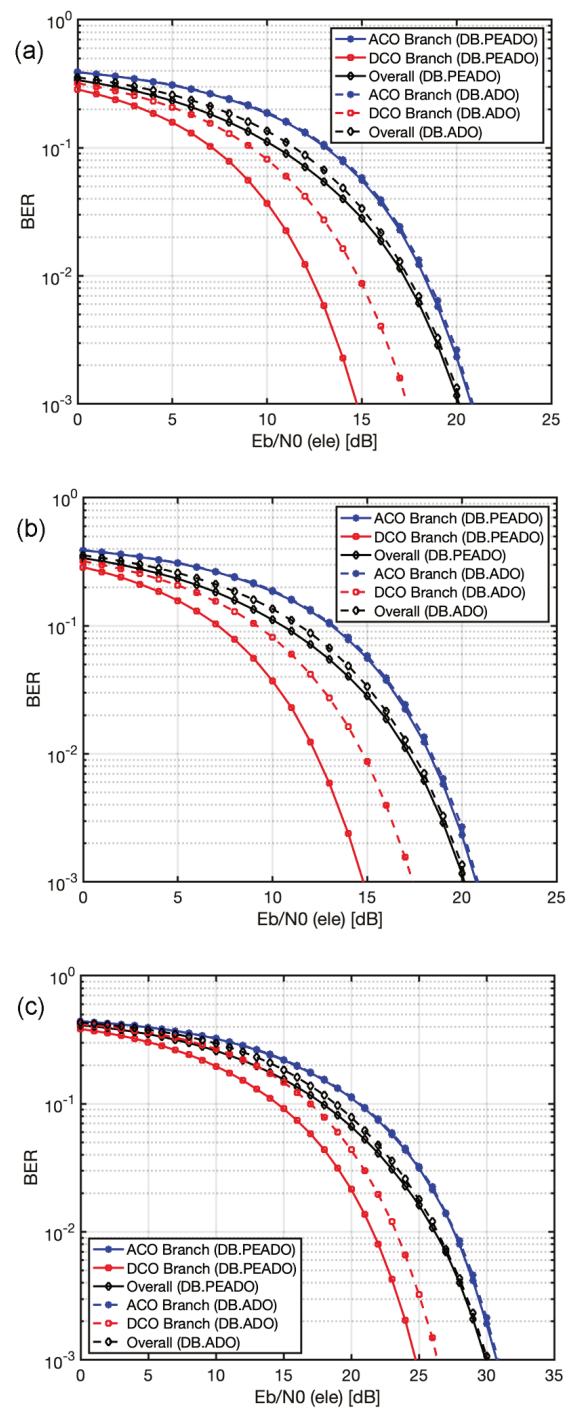 (a)
10^0
10^-1
10^-2
10^-3
BER
ACO Branch (DB.PEADO)
DCO Branch (DB.PEADO)
Overall (DB.PEADO)
ACO Branch (DB.ADO)
DCO Branch (DB.ADO)
Overall (DB.ADO)
0 5 10 15 20 25
Eb/N0 (ele) [dB]
(b)
10^0
10^-1
10^-2
10^-3
BER
ACO Branch (DB.PEADO)
DCO Branch (DB.PEADO)
Overall (DB.PEADO)
ACO Branch (DB.ADO)
DCO Branch (DB.ADO)
Overall (DB.ADO)
0 5 10 15 20 25
Eb/N0 (ele) [dB]
(c)
10^0
10^-1
10^-2
10^-3
BER
ACO Branch (DB.PEADO)
DCO Branch (DB.PEADO)
Overall (DB.PEADO)
ACO Branch (DB.ADO)
DCO Branch (DB.ADO)
Overall (DB.ADO)
0 5 10 15 20 25 30 35
Eb/N0 (ele) [dB]